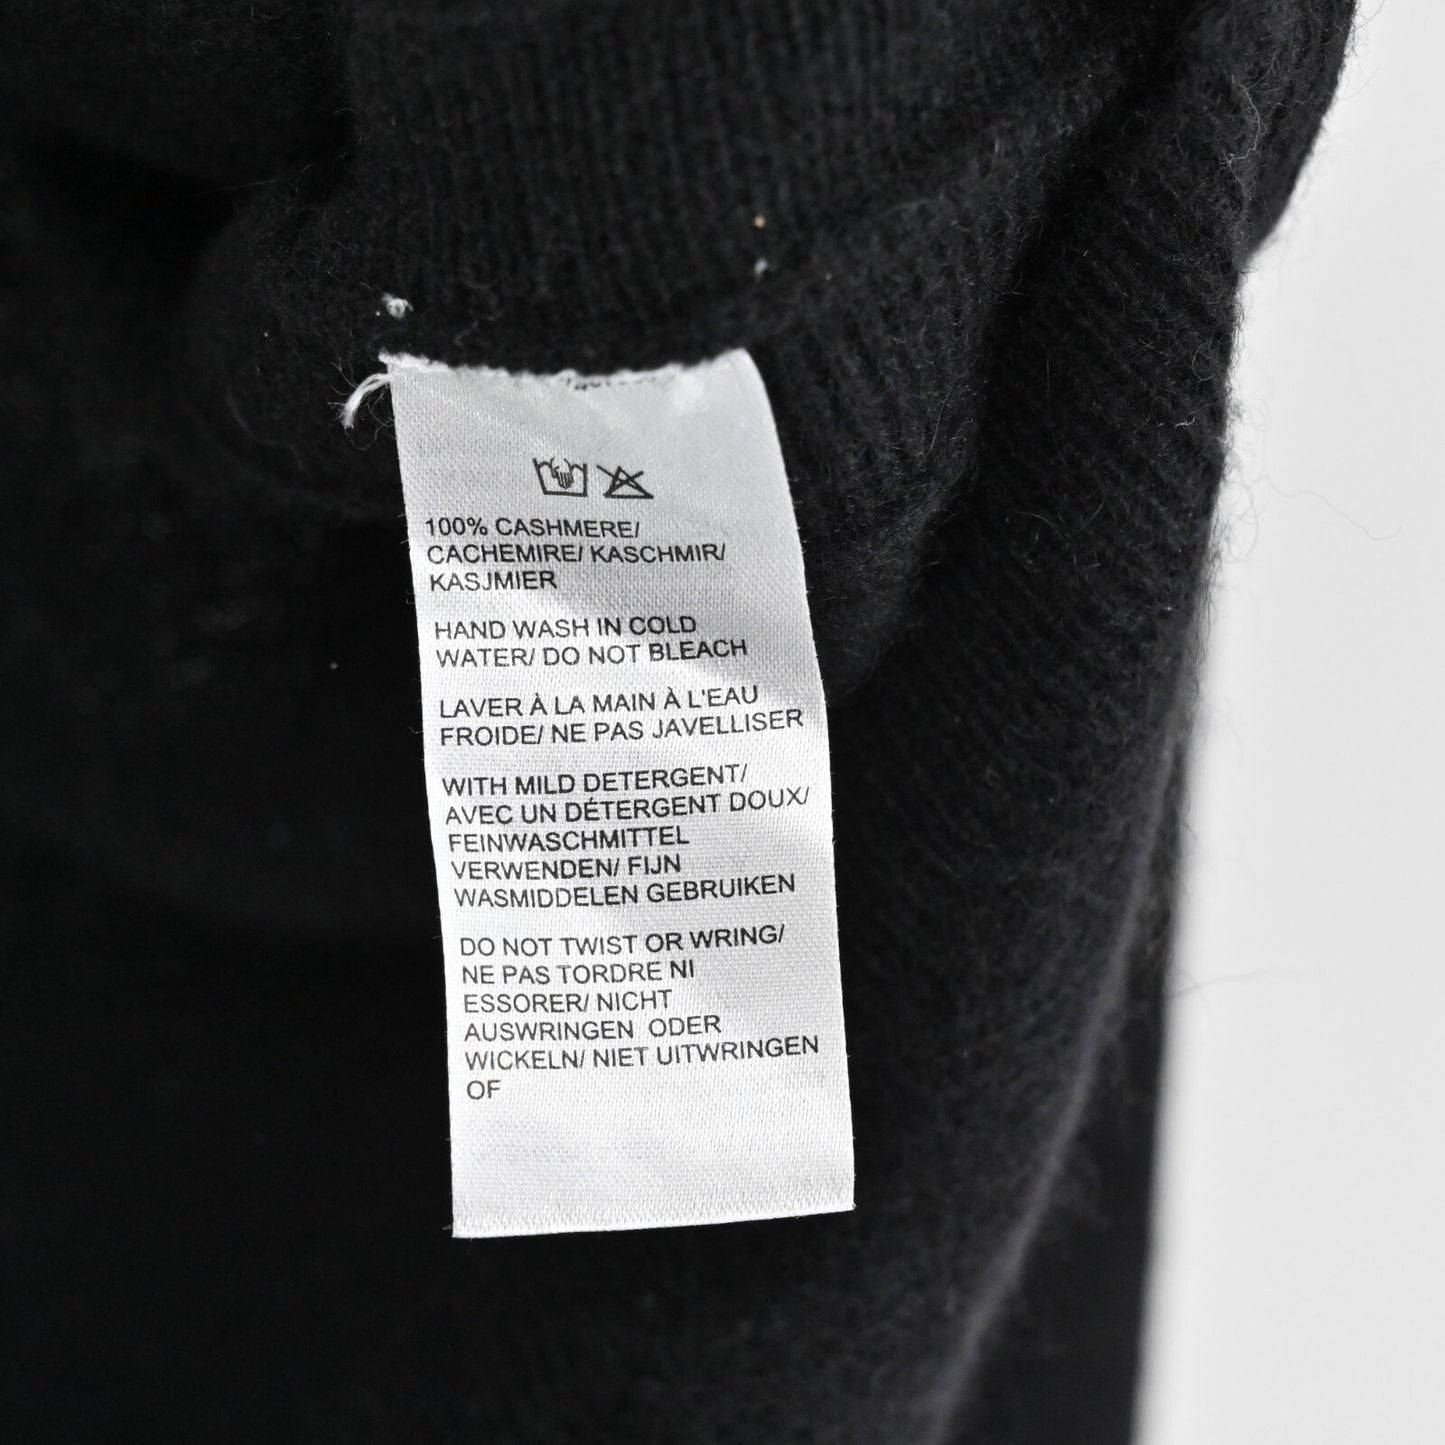 100% CASHMERE/
CACHEMIRE/ KASCHMIR/
KASJMIER
HAND WASH IN COLD
WATER/ DO NOT BLEACH
LAVER À LA MAIN À L'EAU
FROIDE/ NE PAS JAVELLISER
WITH MILD DETERGENT/
AVEC UN DÉTERGENT DOUX/
FEINWASCHMITTEL
VERWENDEN/ FIJN
WASMIDDELEN GEBRUIKEN
DO NOT TWIST OR WRING/
NE PAS TORDRE NI
ESSORER/ NICHT
AUSWRINGEN ODER
WICKELN/ NIET UITWRINGEN
OF